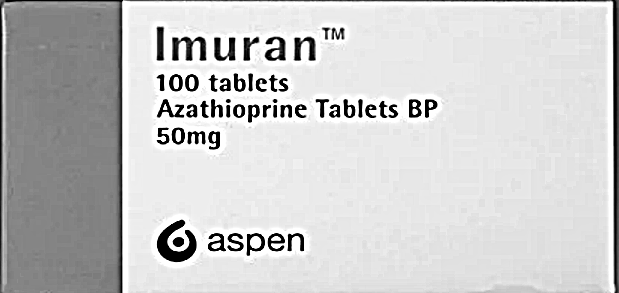 Imuran™
100 tablets
Azathioprine Tablets BP
50mg
aspen